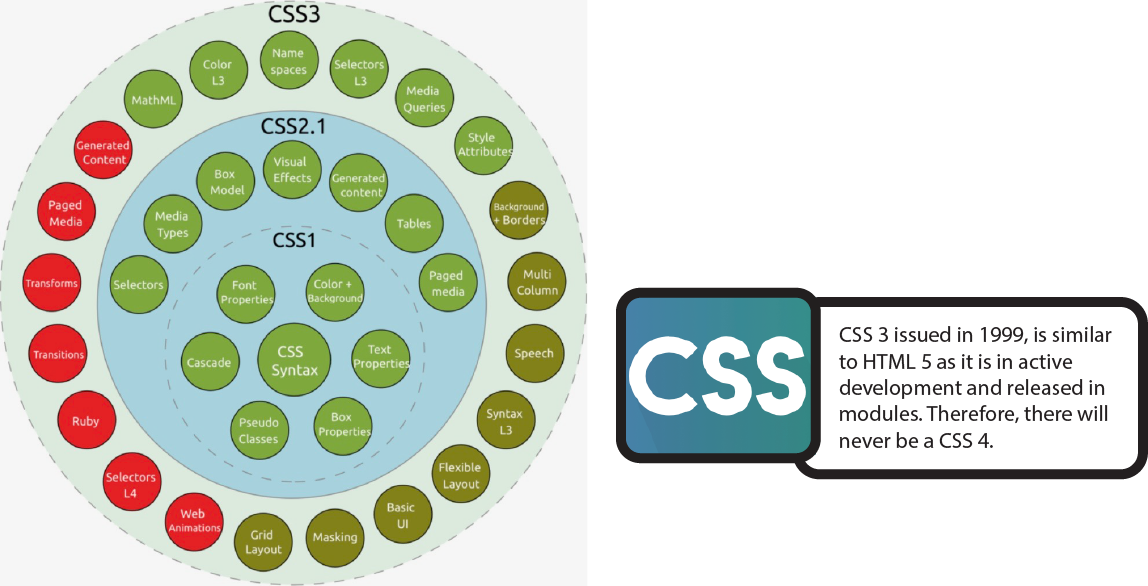 CSS3
Name
spaces
Color
L3
Selectors
L3
MathML
Media
Queries
Generated
Content
Style
Attributes
Paged
Media
Background
+ Borders
Transforms
Multi
Column
Transitions
Speech
Ruby
Syntax
L3
Selectors
L4
Flexible
Layout
Web
Animations
Basic
UI
Grid
Layout
Masking
CSS2.1
Visual
Effects
Box
Model
Generated
content
Media
Types
Tables
Selectors
Paged
media
CSS1
Font
Properties
Color +
Background
Cascade
CSS
Syntax
Text
Properties
Pseudo
Classes
Box
Properties
CSS
CSS 3 issued in 1999, is similar
to HTML 5 as it is in active
development and released in
modules. Therefore, there will
never be a CSS 4.